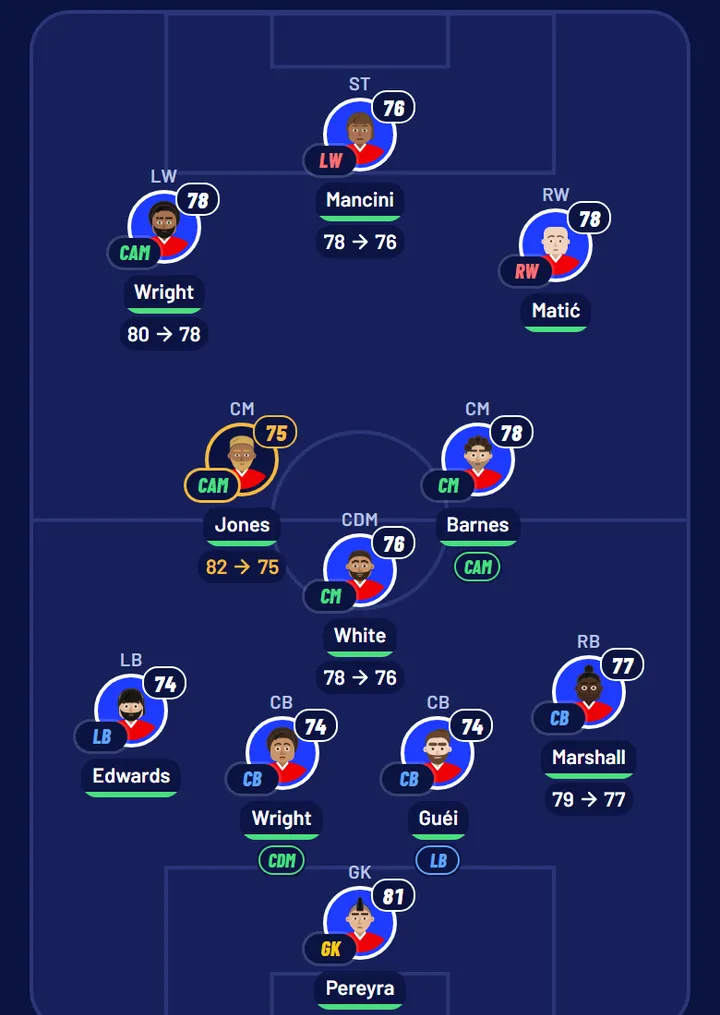 ST
76
LW
Mancini
78 → 76
LW
78
CAM
Wright
80 → 78
RW
78
RW
Matić
CM
75
CAM
Jones
82 → 75
CM
78
CM
Barnes
CAM
CDM
76
CM
White
78 → 76
LB
74
LB
Edwards
CB
74
CB
Wright
CDM
CB
74
CB
Guéi
LB
RB
77
CB
Marshall
79 → 77
GK
81
GK
Pereyra